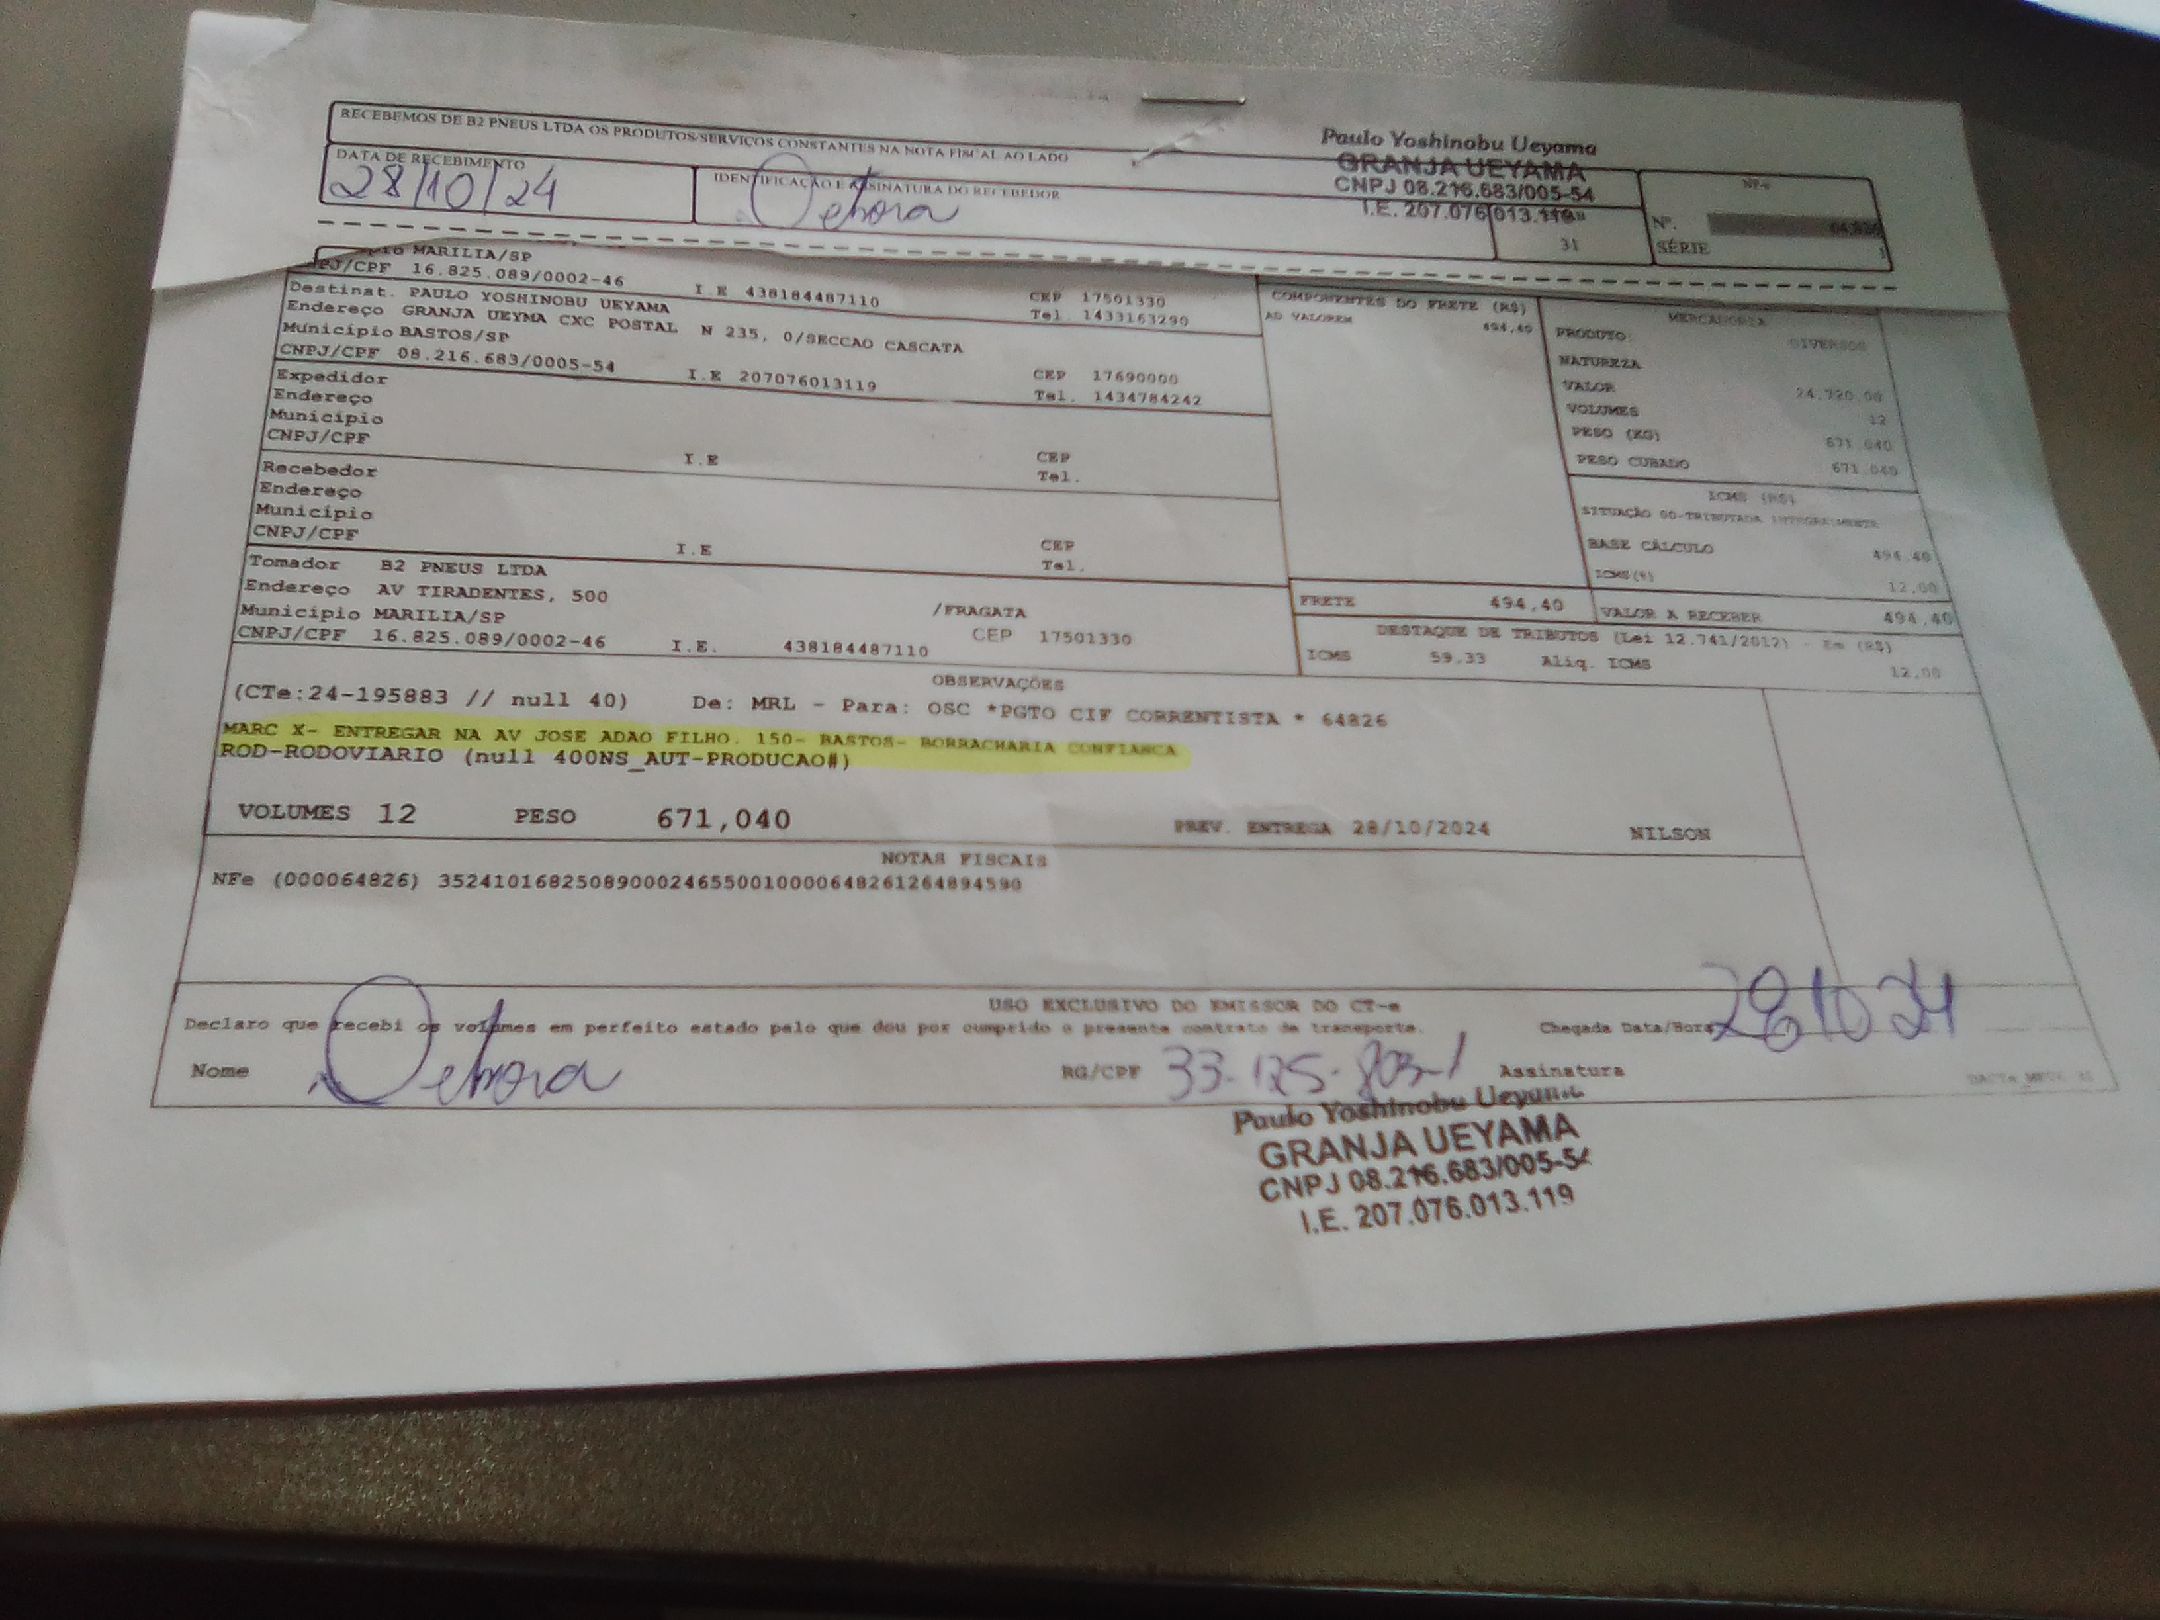 RECEBEMOS DE B2 PNEUS LTDA OS PRODUTOS/SERVIÇOS CONSTANTES NA NOTA FISCAL AO LADO
Paulo Yoshinobu Ueyama
GRANJA UEYAMA
CNPJ 08.216.683/005-54
I.E. 207.076.013.119
DATA DE RECEBIMENTO
28/10/24
IDENTIFICAÇÃO E ASSINATURA DO RECEBEDOR
Debora
31
NF-e
Nº. 64.826
SÉRIE 1
MARILIA/SP
CNPJ/CPF 16.825.089/0002-46 I.E 438184487110 CEP 17501330
Tel. 1433163290
Destinat. PAULO YOSHINOBU UEYAMA
Endereço GRANJA UEYMA CXC POSTAL N 235, 0/SECCAO CASCATA
Município BASTOS/SP
CNPJ/CPF 08.216.683/0005-54 I.E 207076013119 CEP 17690000
Tel. 1434784242
Expedidor
Endereço
Município
CNPJ/CPF I.E CEP
Tel.
Recebedor
Endereço
Município
CNPJ/CPF I.E CEP
Tel.
Tomador B2 PNEUS LTDA
Endereço AV TIRADENTES, 500 /FRAGATA
Município MARILIA/SP CEP 17501330
CNPJ/CPF 16.825.089/0002-46 I.E. 438184487110
COMPONENTES DO FRETE (R$)
AD VALOREM 494,40
MERCADORIA
PRODUTO DIVERSOS
NATUREZA
VALOR 24.720,00
VOLUMES 12
PESO (KG) 671,040
PESO CUBADO 671,040
ICMS (R$)
SITUAÇÃO 00-TRIBUTADA INTEGRALMENTE
BASE CÁLCULO 494,40
ICMS(%) 12,00
FRETE 494,40 VALOR A RECEBER 494,40
DESTAQUE DE TRIBUTOS (Lei 12.741/2012) - Em (R$)
ICMS 59,33 Aliq. ICMS 12,00
OBSERVAÇÕES
(CTe:24-195883 // null 40) De: MRL - Para: OSC *PGTO CIF CORRENTISTA * 64826
MARC X- ENTREGAR NA AV JOSE ADAO FILHO. 150- BASTOS- BORRACHARIA CONFIANCA
ROD-RODOVIARIO (null 400NS_AUT-PRODUCAO#)
VOLUMES 12 PESO 671,040 PREV. ENTREGA 28/10/2024 NILSON
NOTAS FISCAIS
NFe (000064826) 35241016825089000246550010000648261264894590
USO EXCLUSIVO DO EMISSOR DO CT-e
Declaro que recebi os volumes em perfeito estado pelo que dou por cumprido o presente contrato de transporte. Chegada Data/Hora 28 10 24
Nome Debora RG/CPF 33-125-803-1 Assinatura
Paulo Yoshinobu Ueyama
GRANJA UEYAMA
CNPJ 08.216.683/005-54
I.E. 207.076.013.119